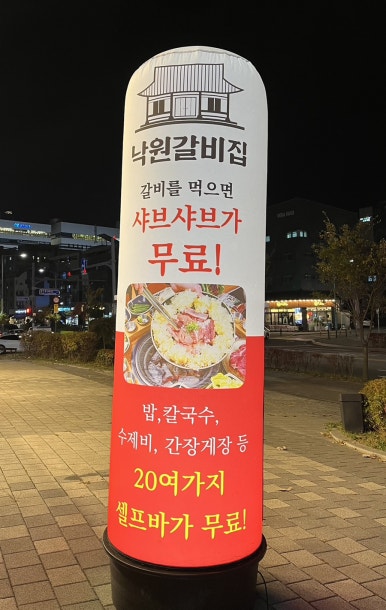 낙원갈비집
갈비를 먹으면
샤브샤브가
무료!
밥,칼국수,
수제비, 간장게장 등
20여가지
셀프바가 무료!